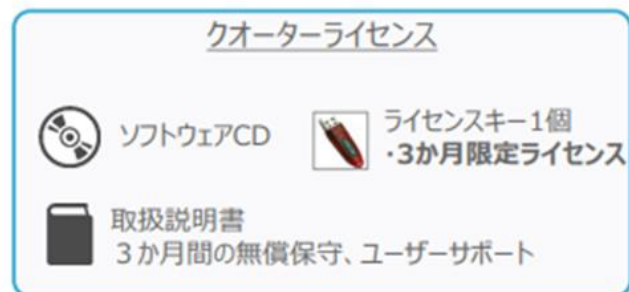 クオーターライセンス
ソフトウェアCD
ライセンスキー1個
・3か月限定ライセンス
取扱説明書
３か月間の無償保守、ユーザーサポート